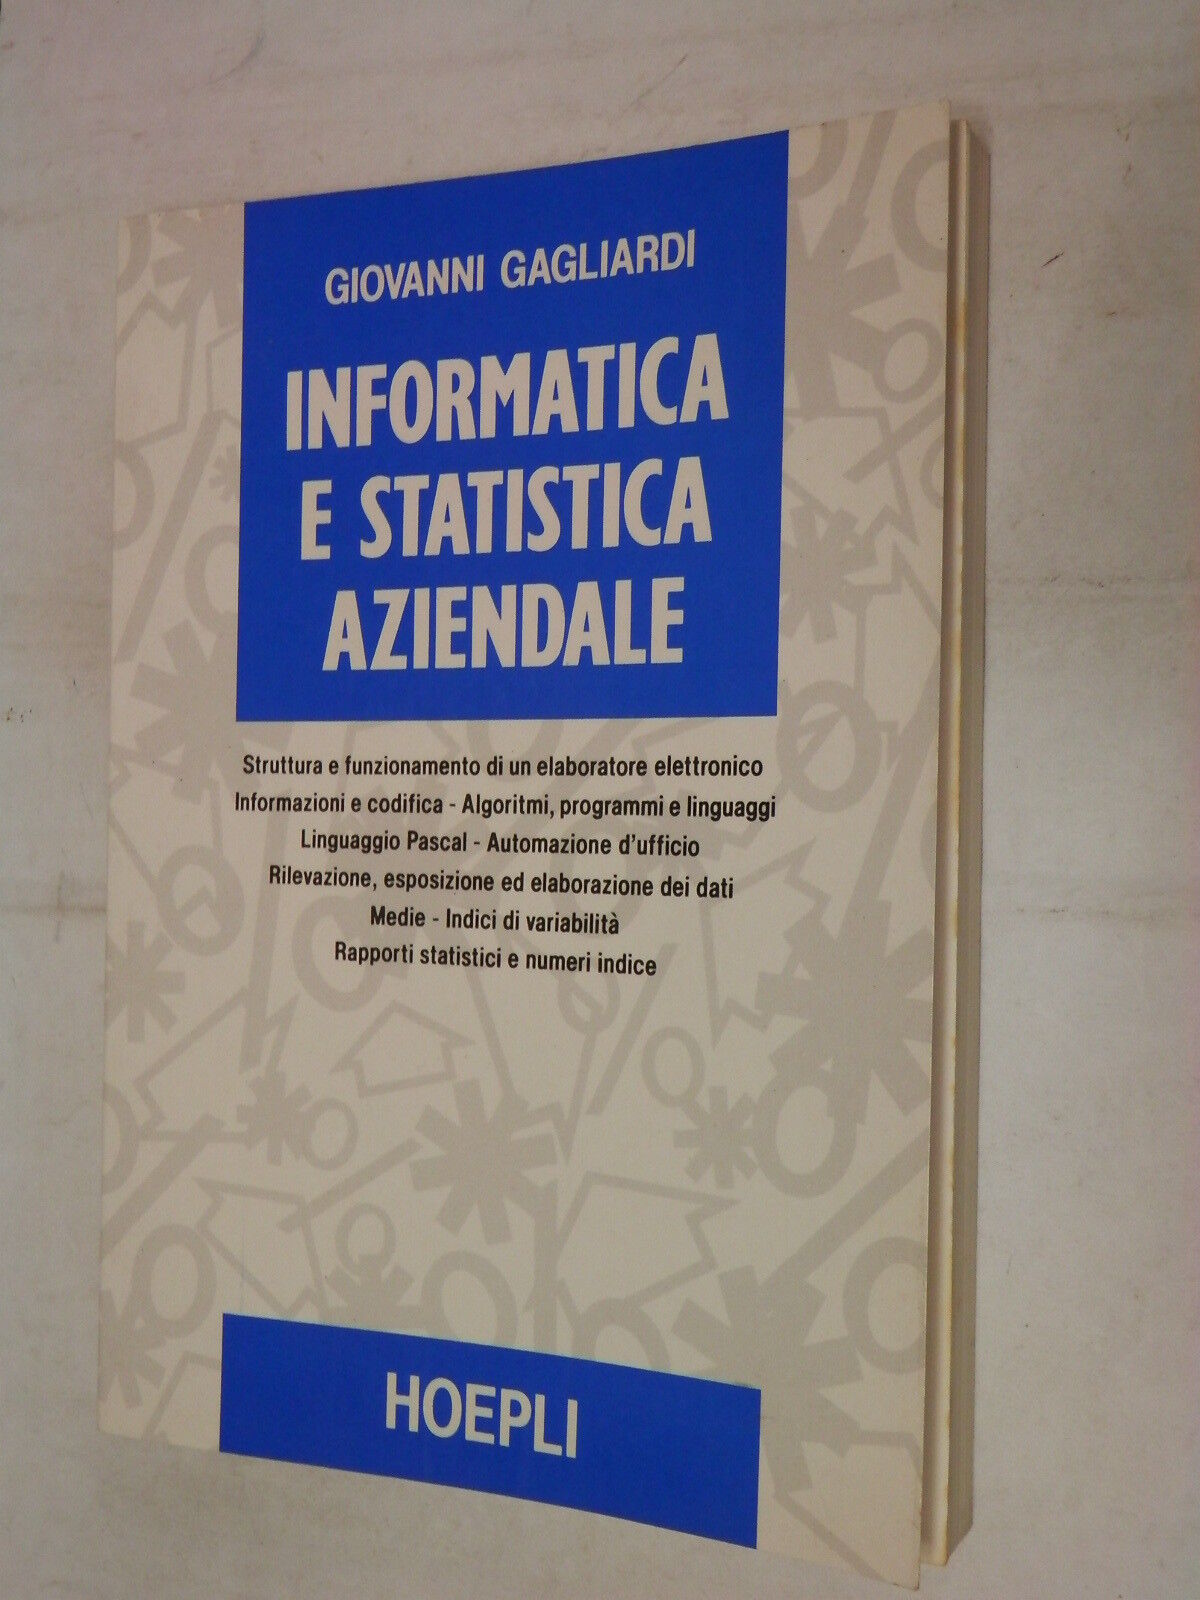 GIOVANNI GAGLIARDI
INFORMATICA
E STATISTICA
AZIENDALE
Struttura e funzionamento di un elaboratore elettronico
Informazioni e codifica - Algoritmi, programmi e linguaggi
Linguaggio Pascal - Automazione d'ufficio
Rilevazione, esposizione ed elaborazione dei dati
Medie - Indici di variabilità
Rapporti statistici e numeri indice
HOEPLI